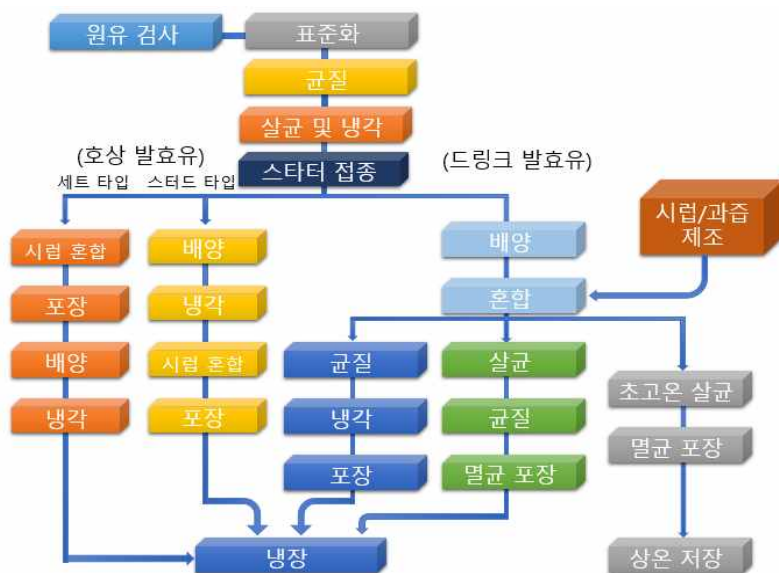 원유 검사
표준화
균질
살균 및 냉각
스타터 접종
(호상 발효유)
세트 타입
스터드 타입
(드링크 발효유)
시럽/과즙
제조
시럽 혼합
포장
배양
냉각
배양
냉각
시럽 혼합
포장
배양
혼합
균질
냉각
포장
살균
균질
멸균 포장
초고온 살균
멸균 포장
냉장
상온 저장